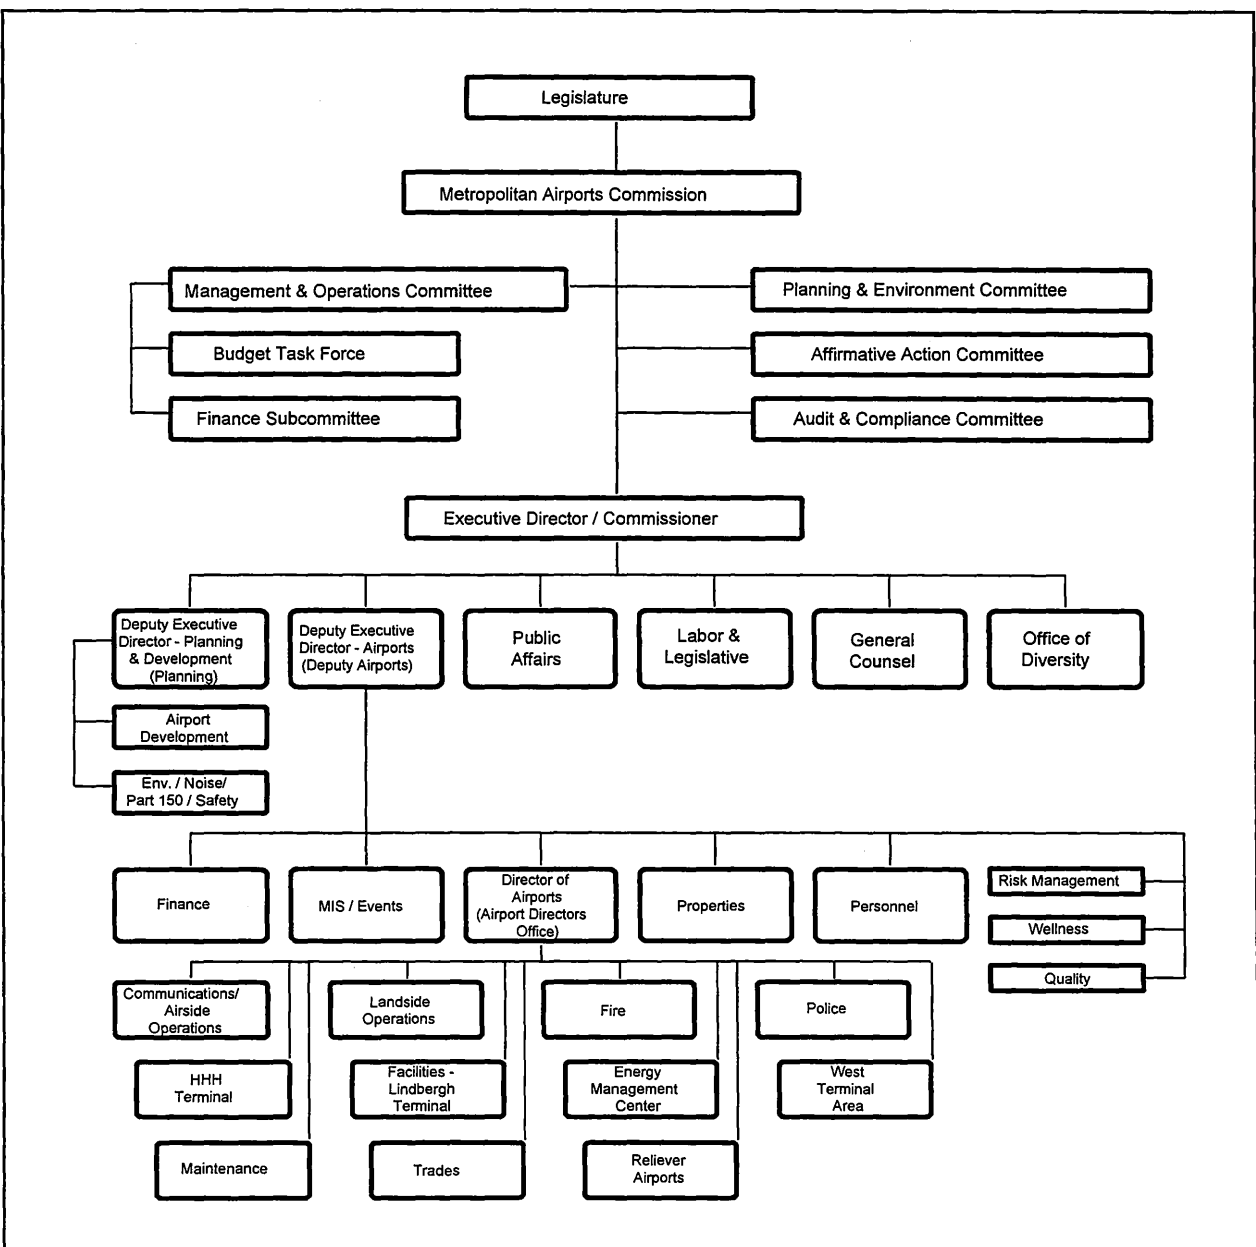 Legislature
Metropolitan Airports Commission
Management & Operations Committee
Planning & Environment Committee
Budget Task Force
Affirmative Action Committee
Finance Subcommittee
Audit & Compliance Committee
Executive Director / Commissioner
Deputy Executive
Director - Planning
& Development
(Planning)
Deputy Executive
Director - Airports
(Deputy Airports)
Public
Affairs
Labor &
Legislative
General
Counsel
Office of
Diversity
Airport
Development
Env. / Noise/
Part 150 / Safety
Finance
MIS / Events
Director of
Airports
(Airport Directors
Office)
Properties
Personnel
Risk Management
Wellness
Quality
Communications/
Airside
Operations
Landside
Operations
Fire
Police
HHH
Terminal
Facilities -
Lindbergh
Terminal
Energy
Management
Center
West
Terminal
Area
Maintenance
Trades
Reliever
Airports